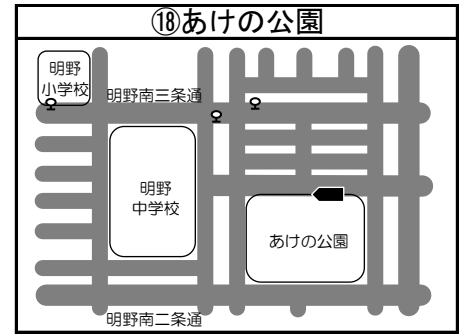 ⑱あけの公園
明野
小学校
明野南三条通
明野
中学校
あけの公園
明野南二条通